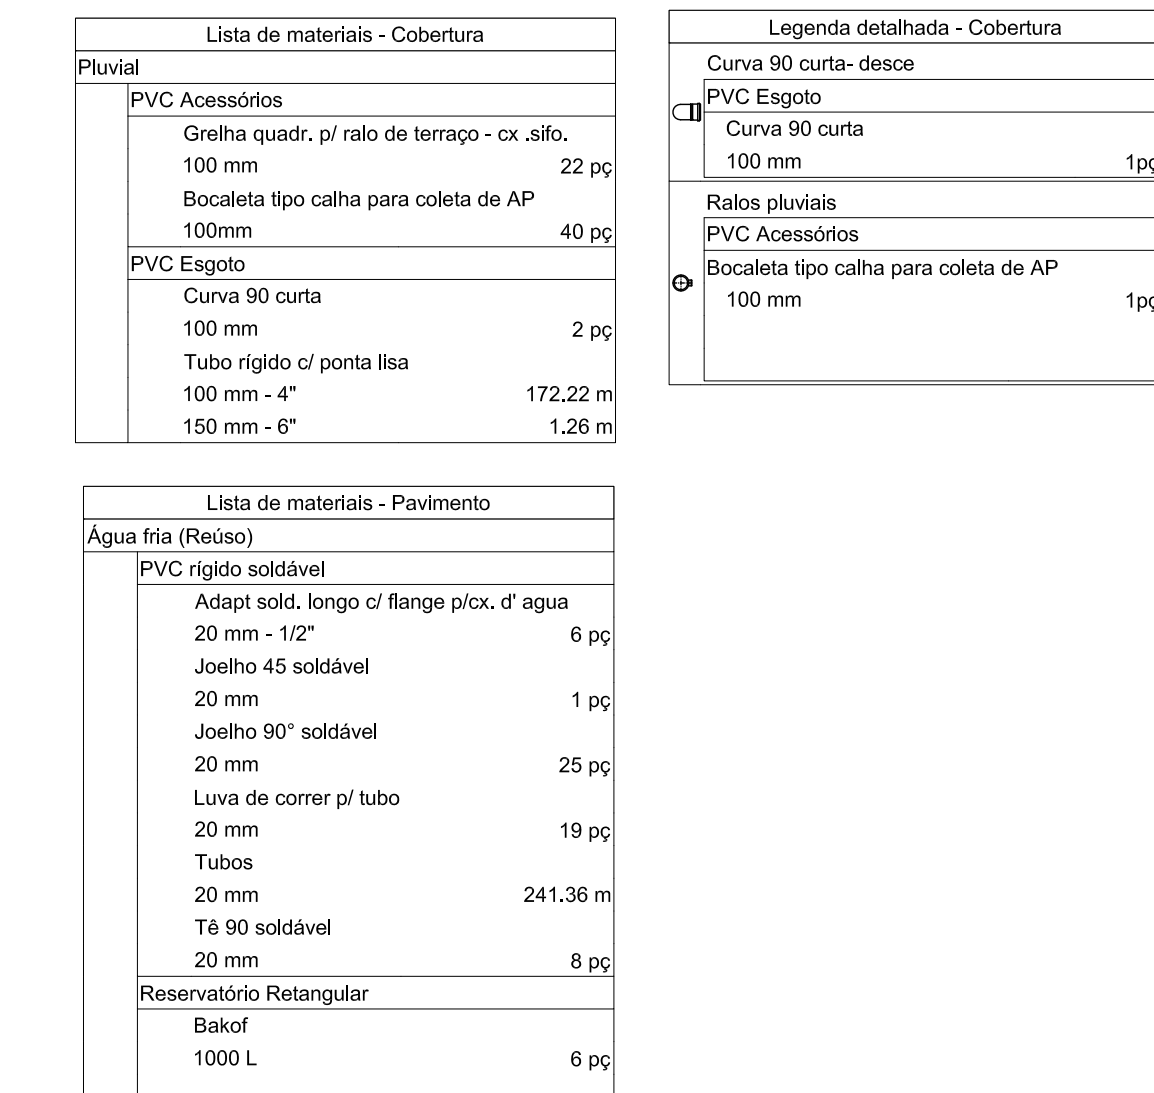 Lista de materiais - Cobertura
Pluvial
PVC Acessórios
Grelha quadr. p/ ralo de terraço - cx .sifo.
100 mm 22 pç
Bocaleta tipo calha para coleta de AP
100mm 40 pç
PVC Esgoto
Curva 90 curta
100 mm 2 pç
Tubo rígido c/ ponta lisa
100 mm - 4" 172.22 m
150 mm - 6" 1.26 m
Legenda detalhada - Cobertura
Curva 90 curta- desce
PVC Esgoto
Curva 90 curta
100 mm 1pç
Ralos pluviais
PVC Acessórios
Bocaleta tipo calha para coleta de AP
100 mm 1pç
Lista de materiais - Pavimento
Água fria (Reúso)
PVC rígido soldável
Adapt sold. longo c/ flange p/cx. d' agua
20 mm - 1/2" 6 pç
Joelho 45 soldável
20 mm 1 pç
Joelho 90° soldável
20 mm 25 pç
Luva de correr p/ tubo
20 mm 19 pç
Tubos
20 mm 241.36 m
Tê 90 soldável
20 mm 8 pç
Reservatório Retangular
Bakof
1000 L 6 pç